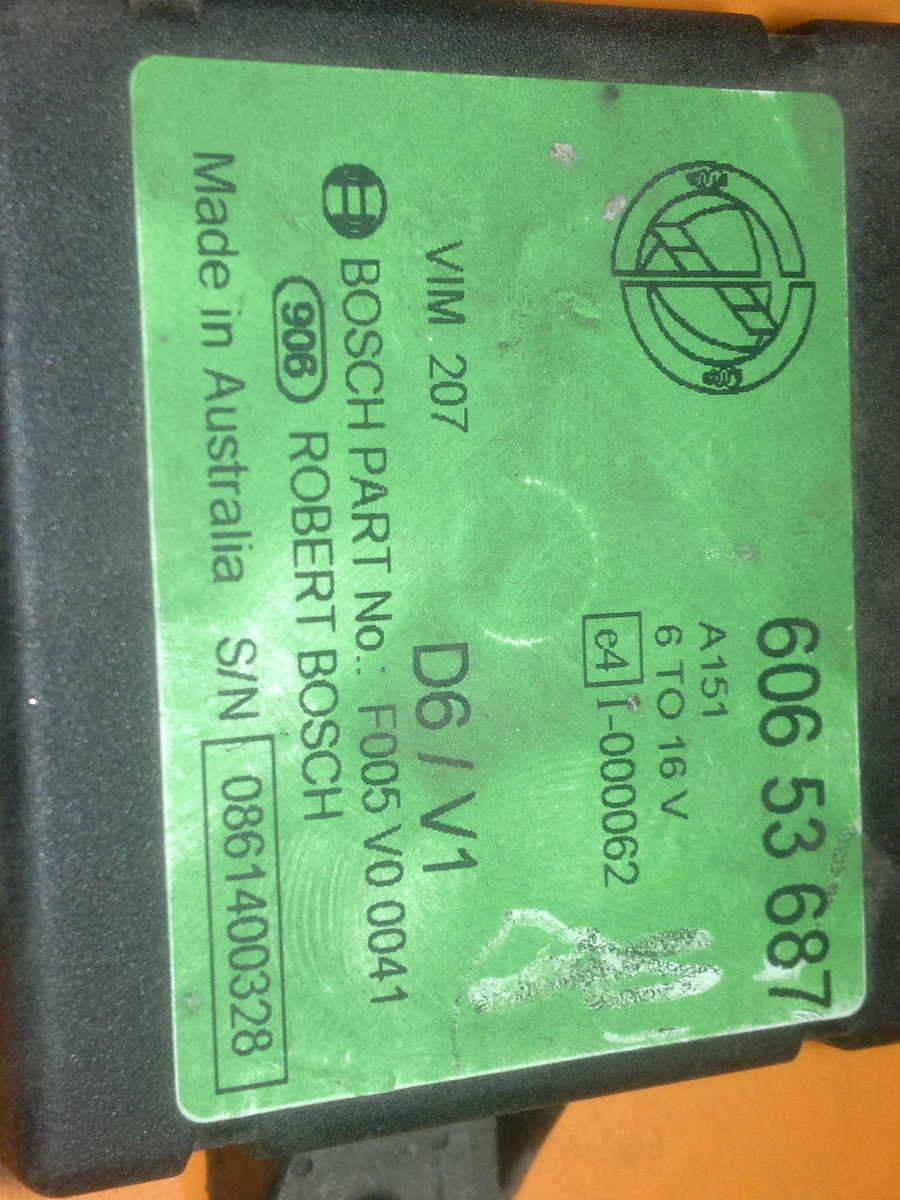 606 53 687
A151
6 TO 16 V
e4 I-000062
VIM 207 D6 / V1
BOSCH PART No.: F005 V0 0041
906 ROBERT BOSCH
Made in Australia S/N 0861400328